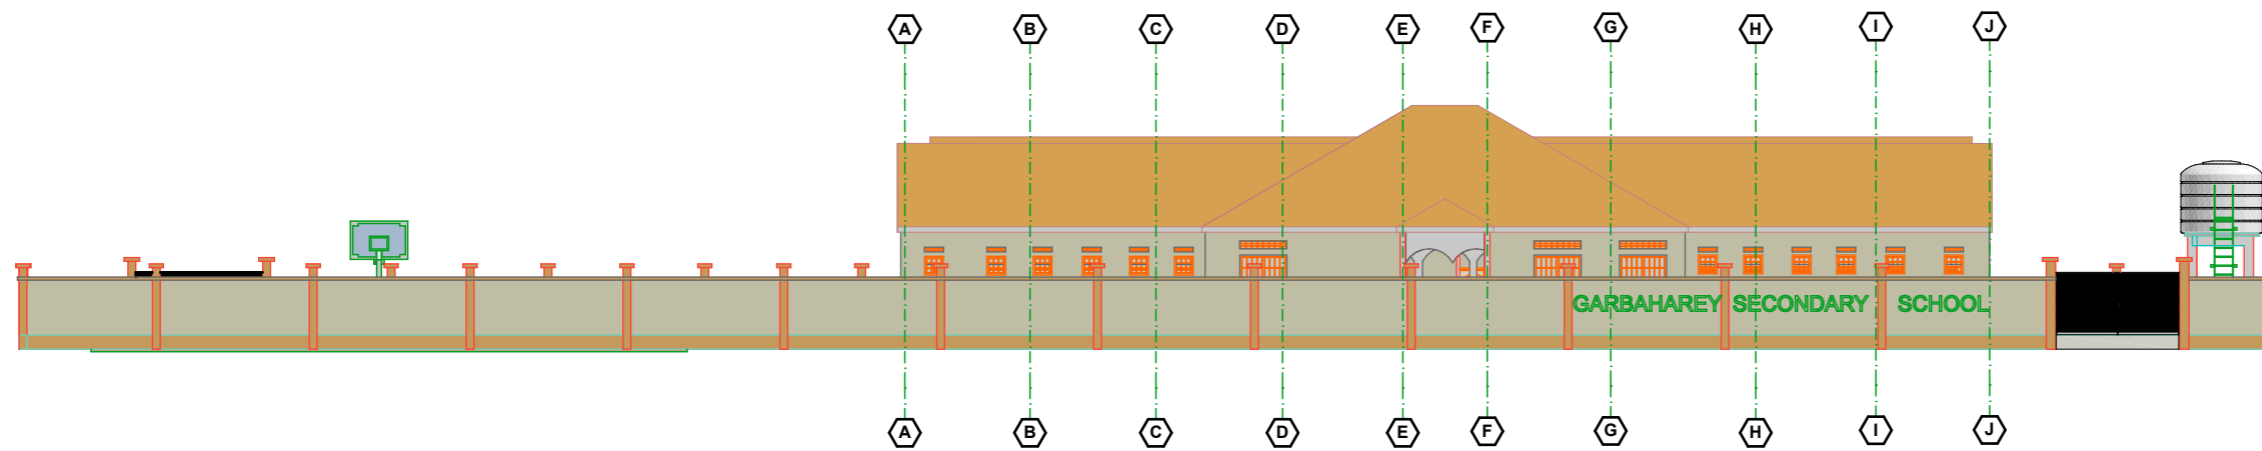 A B C D E F G H I J
GARBAHAREY SECONDARY SCHOOL
A B C D E F G H I J